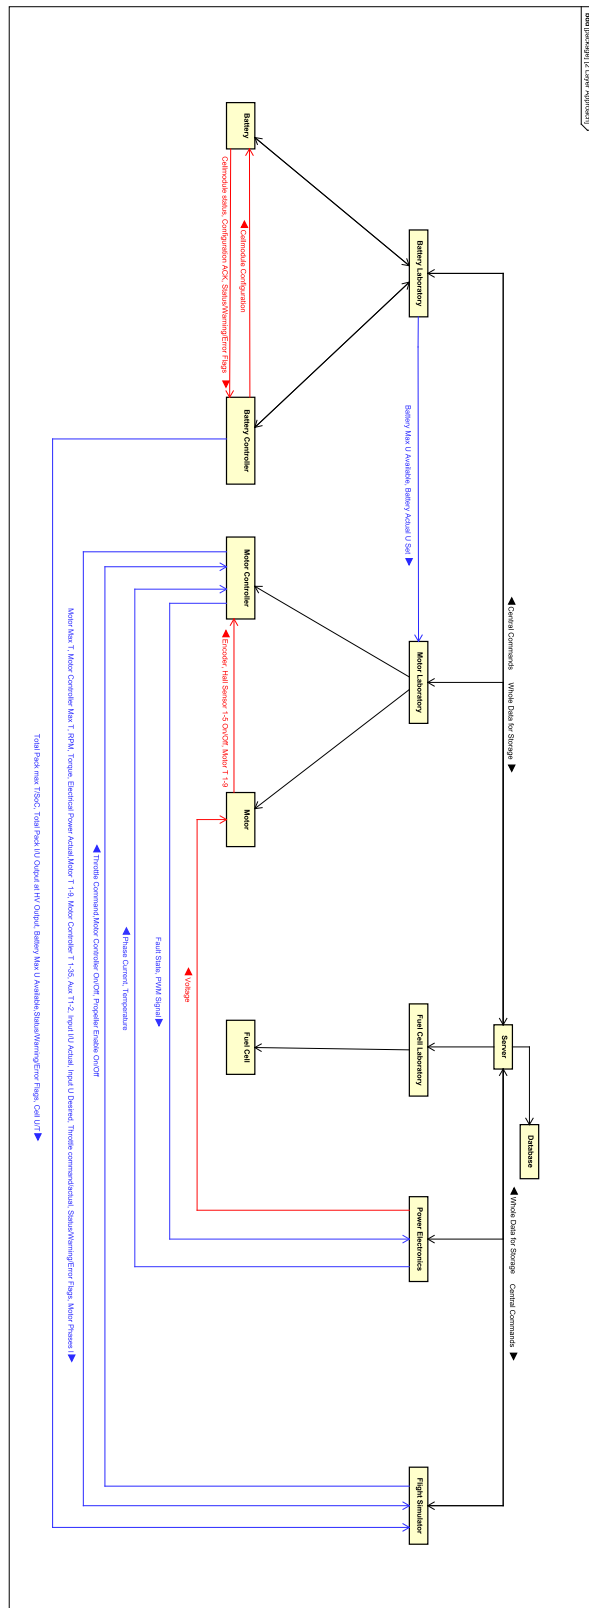 bdd [package] [2 Layer Approach]
Database
◄ Central Commands Whole Data for Storage ►
◄ Whole Data for Storage Central Commands ►
Server
Battery Laboratory
Motor Laboratory
Fuel Cell Laboratory
Power Electronics
Flight Simulator
Battery Max U Available, Battery Actual U Set ►
Battery
◄ Cellmodule Configuration
Cellmodule status, Configuration ACK, Status/Warning/Error Flags ►
Battery Controller
Motor Controller
◄ Encoder, Hall Sensor 1-5 On/Off, Motor T 1-9
Motor
Fuel Cell
◄ Voltage
Fault State, PWM Signal ►
◄ Phase Current, Temperature
◄ Throttle Command,Motor Controller On/Off, Propeller Enable On/Off
Motor Max T, Motor Controller Max T, RPM, Torque, Electrical Power Actual,Motor T 1-9, Motor Controller T 1-35, Aux T1-2, Input I/U Actual, Input U Desired, Throttle command/actual, Status/Warning/Error Flags, Motor Phases I ►
Total Pack max T/SoC, Total Pack I/U Output at HV Output, Battery Max U Available,Status/Warning/Error Flags, Cell U/T ►